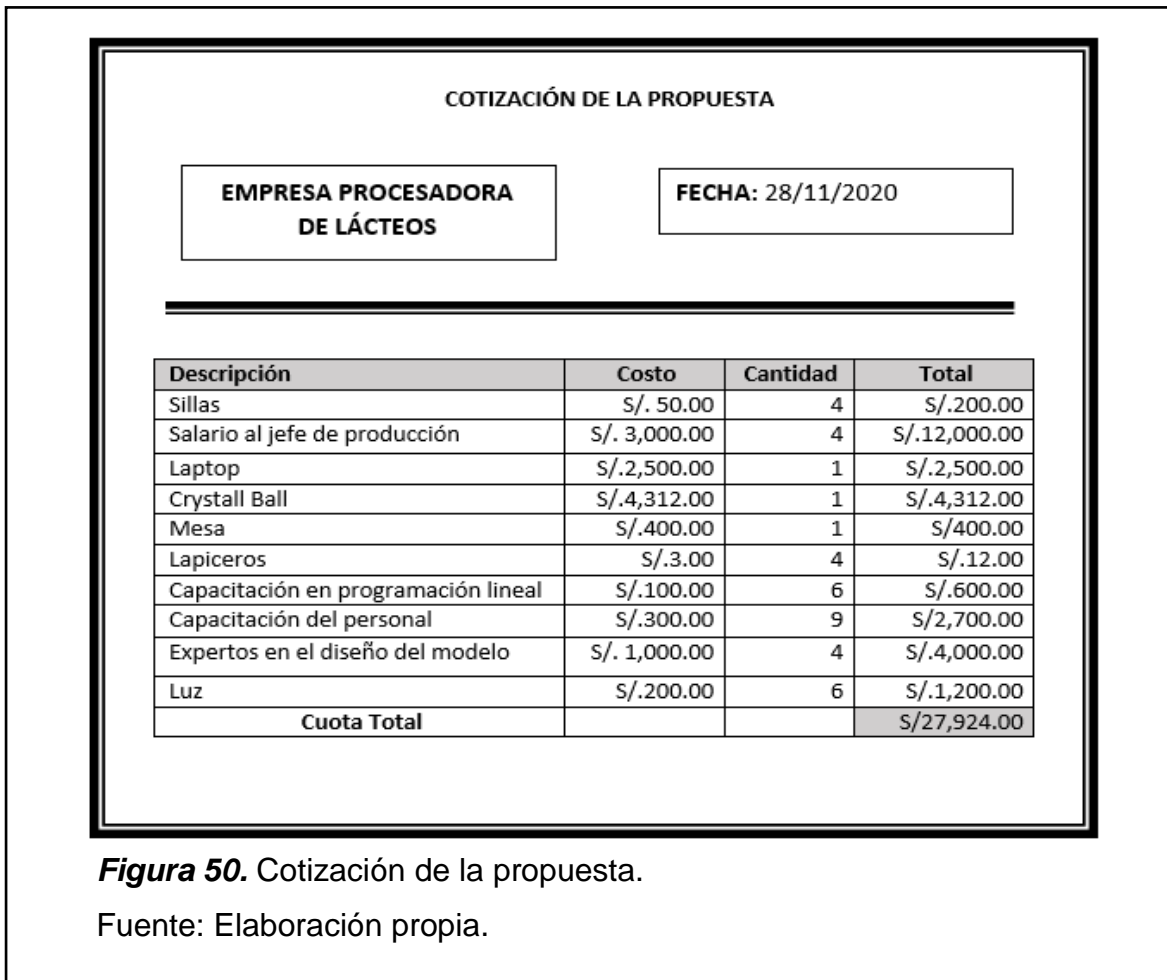 COTIZACIÓN DE LA PROPUESTA
EMPRESA PROCESADORA
DE LÁCTEOS
FECHA: 28/11/2020
Descripción Costo Cantidad Total
Sillas S/. 50.00 4 S/.200.00
Salario al jefe de producción S/. 3,000.00 4 S/.12,000.00
Laptop S/.2,500.00 1 S/.2,500.00
Crystall Ball S/.4,312.00 1 S/.4,312.00
Mesa S/.400.00 1 S/400.00
Lapiceros S/.3.00 4 S/.12.00
Capacitación en programación lineal S/.100.00 6 S/.600.00
Capacitación del personal S/.300.00 9 S/2,700.00
Expertos en el diseño del modelo S/. 1,000.00 4 S/.4,000.00
Luz S/.200.00 6 S/.1,200.00
Cuota Total S/27,924.00
Figura 50. Cotización de la propuesta.
Fuente: Elaboración propia.